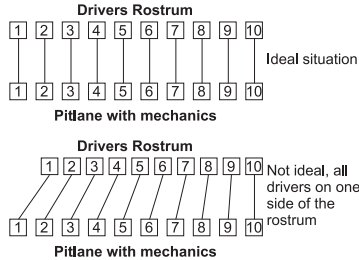 Drivers Rostrum
1 2 3 4 5 6 7 8 9 10
Ideal situation
1 2 3 4 5 6 7 8 9 10
Pitlane with mechanics
Drivers Rostrum
1 2 3 4 5 6 7 8 9 10
Not ideal, all
drivers on one
side of the
rostrum
1 2 3 4 5 6 7 8 9 10
Pitlane with mechanics